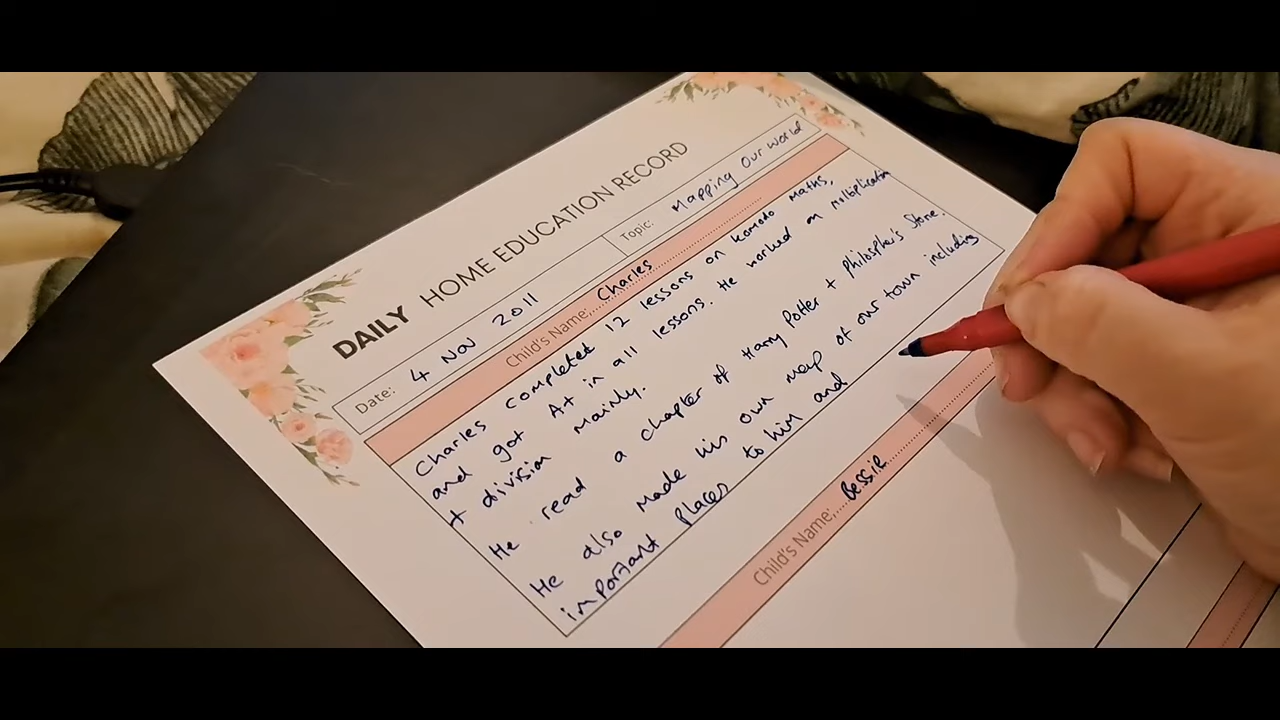 DAILY HOME EDUCATION RECORD
Date: 4 NOV 2011 Topic: Mapping Our World
Child's Name: Charles
Charles completed 12 lessons on komodo maths,
and got A+ in all lessons. He worked on multiplication
+ division mainly.
He read a chapter of Harry Potter + Philospher's Stone.
He also made his own map of our town including
important places to him and
Child's Name: Bessie